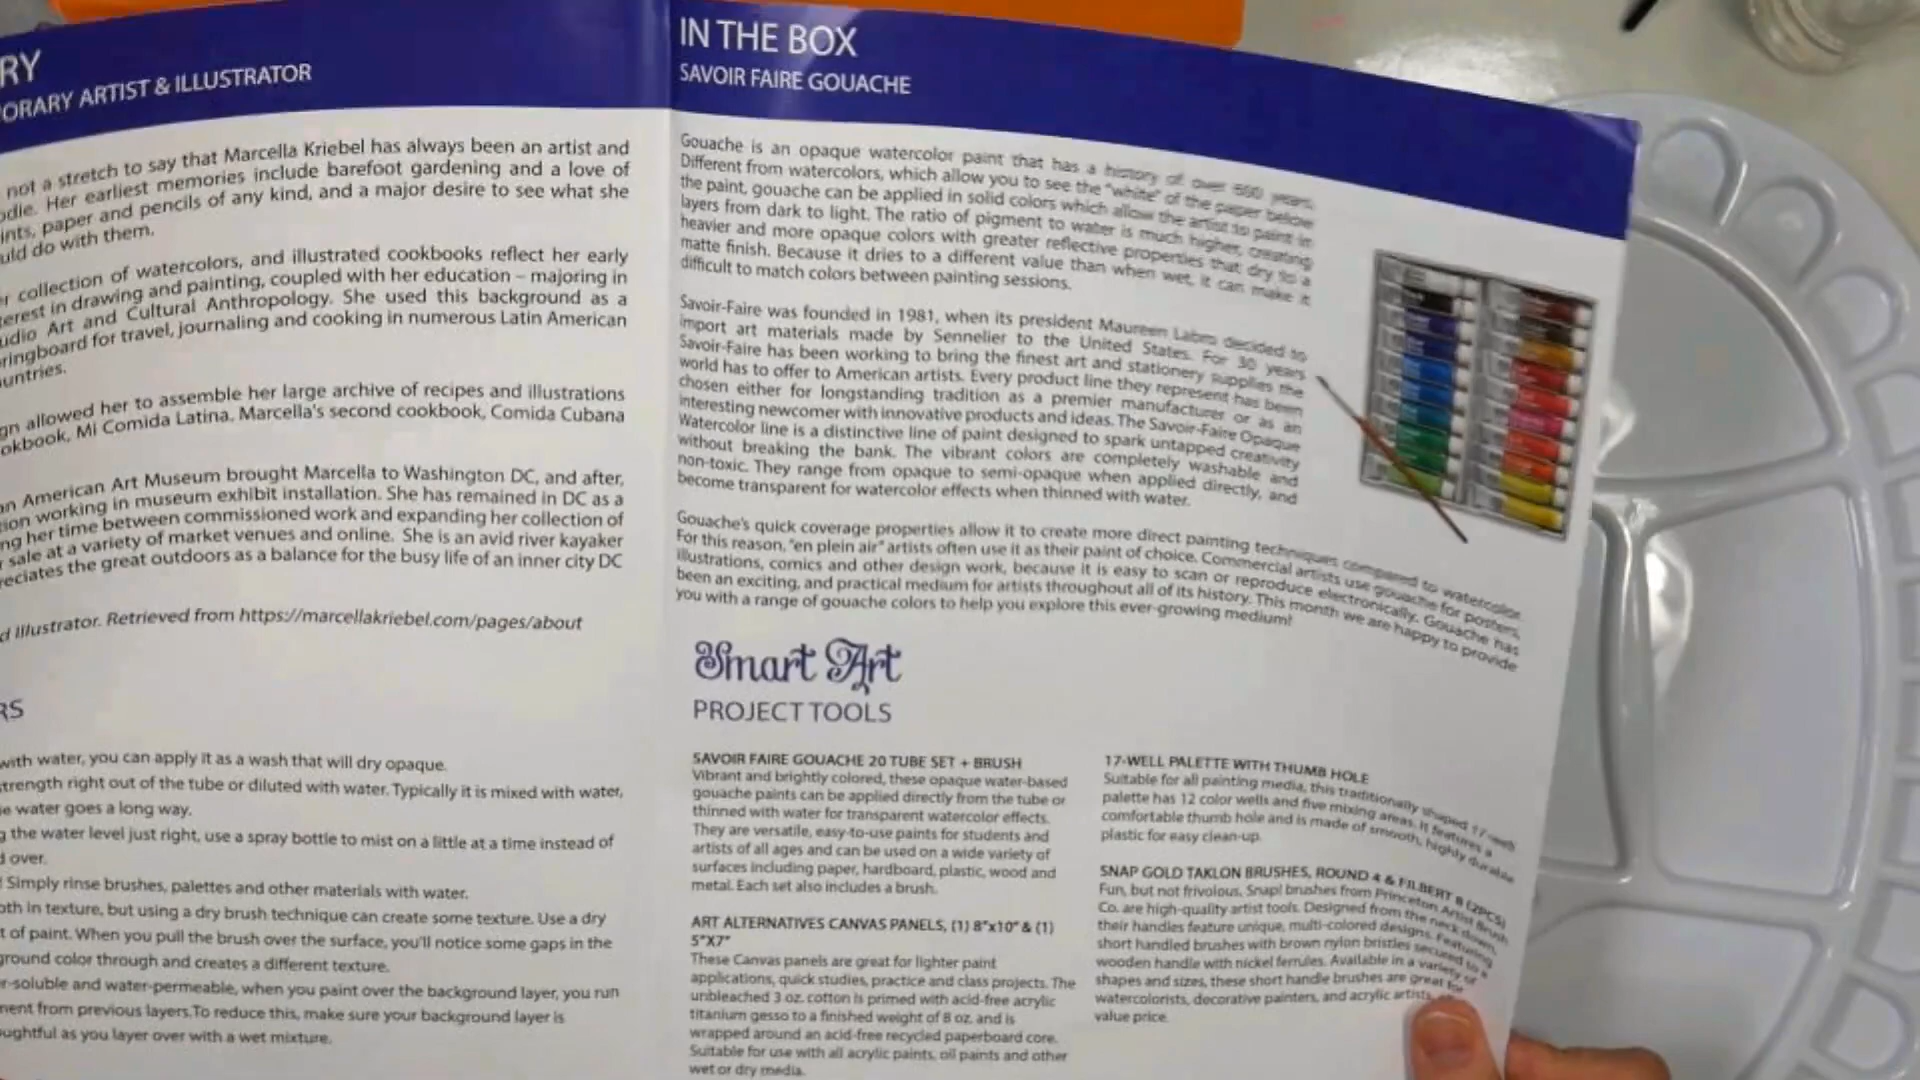 RY
ORARY ARTIST & ILLUSTRATOR
not a stretch to say that Marcella Kriebel has always been an artist and
odie. Her earliest memories include barefoot gardening and a love of
ints, paper and pencils of any kind, and a major desire to see what she
uld do with them.
r collection of watercolors, and illustrated cookbooks reflect her early
terest in drawing and painting, coupled with her education – majoring in
udio Art and Cultural Anthropology. She used this background as a
ringboard for travel, journaling and cooking in numerous Latin American
untries.
gn allowed her to assemble her large archive of recipes and illustrations
okbook, Mi Comida Latina. Marcella's second cookbook, Comida Cubana
an American Art Museum brought Marcella to Washington DC, and after,
tion working in museum exhibit installation. She has remained in DC as a
ng her time between commissioned work and expanding her collection of
r sale at a variety of market venues and online. She is an avid river kayaker
reciates the great outdoors as a balance for the busy life of an inner city DC
d Illustrator. Retrieved from https://marcellakriebel.com/pages/about
RS
with water, you can apply it as a wash that will dry opaque.
trength right out of the tube or diluted with water. Typically it is mixed with water,
e water goes a long way.
g the water level just right, use a spray bottle to mist on a little at a time instead of
d over.
! Simply rinse brushes, palettes and other materials with water.
oth in texture, but using a dry brush technique can create some texture. Use a dry
t of paint. When you pull the brush over the surface, you'll notice some gaps in the
ground color through and creates a different texture.
r-soluble and water-permeable, when you paint over the background layer, you run
ment from previous layers.To reduce this, make sure your background layer is
oughtful as you layer over with a wet mixture.
IN THE BOX
SAVOIR FAIRE GOUACHE
Gouache is an opaque watercolor paint that has a history of over 600 years.
Different from watercolors, which allow you to see the "white" of the paper below
the paint, gouache can be applied in solid colors which allow the artist to paint in
layers from dark to light. The ratio of pigment to water is much higher, creating
heavier and more opaque colors with greater reflective properties that dry to a
matte finish. Because it dries to a different value than when wet, it can make it
difficult to match colors between painting sessions.
Savoir-Faire was founded in 1981, when its president Maureen Labro decided to
import art materials made by Sennelier to the United States. For 30 years
Savoir-Faire has been working to bring the finest art and stationery supplies the
world has to offer to American artists. Every product line they represent has been
chosen either for longstanding tradition as a premier manufacturer or as an
interesting newcomer with innovative products and ideas. The Savoir-Faire Opaque
Watercolor line is a distinctive line of paint designed to spark untapped creativity
without breaking the bank. The vibrant colors are completely washable and
non-toxic. They range from opaque to semi-opaque when applied directly, and
become transparent for watercolor effects when thinned with water.
Gouache's quick coverage properties allow it to create more direct painting techniques compared to watercolor.
For this reason, "en plein air" artists often use it as their paint of choice. Commercial artists use gouache for posters,
illustrations, comics and other design work, because it is easy to scan or reproduce electronically. Gouache has
been an exciting, and practical medium for artists throughout all of its history. This month we are happy to provide
you with a range of gouache colors to help you explore this ever-growing medium!
Smart Art
PROJECT TOOLS
SAVOIR FAIRE GOUACHE 20 TUBE SET + BRUSH
Vibrant and brightly colored, these opaque water-based
gouache paints can be applied directly from the tube or
thinned with water for transparent watercolor effects.
They are versatile, easy-to-use paints for students and
artists of all ages and can be used on a wide variety of
surfaces including paper, hardboard, plastic, wood and
metal. Each set also includes a brush.
ART ALTERNATIVES CANVAS PANELS, (1) 8"x10" & (1)
5"X7"
These Canvas panels are great for lighter paint
applications, quick studies, practice and class projects. The
unbleached 3 oz. cotton is primed with acid-free acrylic
titanium gesso to a finished weight of 8 oz. and is
wrapped around an acid-free recycled paperboard core.
Suitable for use with all acrylic paints, oil paints and other
wet or dry media.
17-WELL PALETTE WITH THUMB HOLE
Suitable for all painting media, this traditionally shaped 17-well
palette has 12 color wells and five mixing areas. It features a
comfortable thumb hole and is made of smooth, highly durable
plastic for easy clean-up.
SNAP GOLD TAKLON BRUSHES, ROUND 4 & FILBERT 8 (2PCS)
Fun, but not frivolous, Snap! brushes from Princeton Artist Brush
Co. are high-quality artist tools. Designed from the neck down,
their handles feature unique, multi-colored designs. Featuring
short handled brushes with brown nylon bristles secured to a
wooden handle with nickel ferrules. Available in a variety of
shapes and sizes, these short handle brushes are great for
watercolorists, decorative painters, and acrylic artists,
value price.